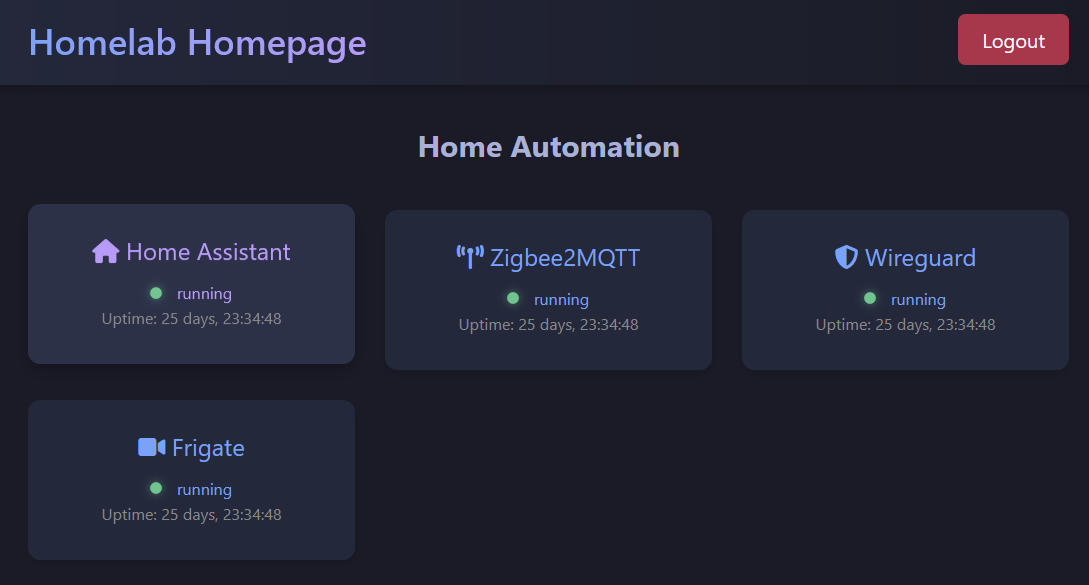 Homelab Homepage
Logout
Home Automation
Home Assistant
running
Uptime: 25 days, 23:34:48
Zigbee2MQTT
running
Uptime: 25 days, 23:34:48
Wireguard
running
Uptime: 25 days, 23:34:48
Frigate
running
Uptime: 25 days, 23:34:48